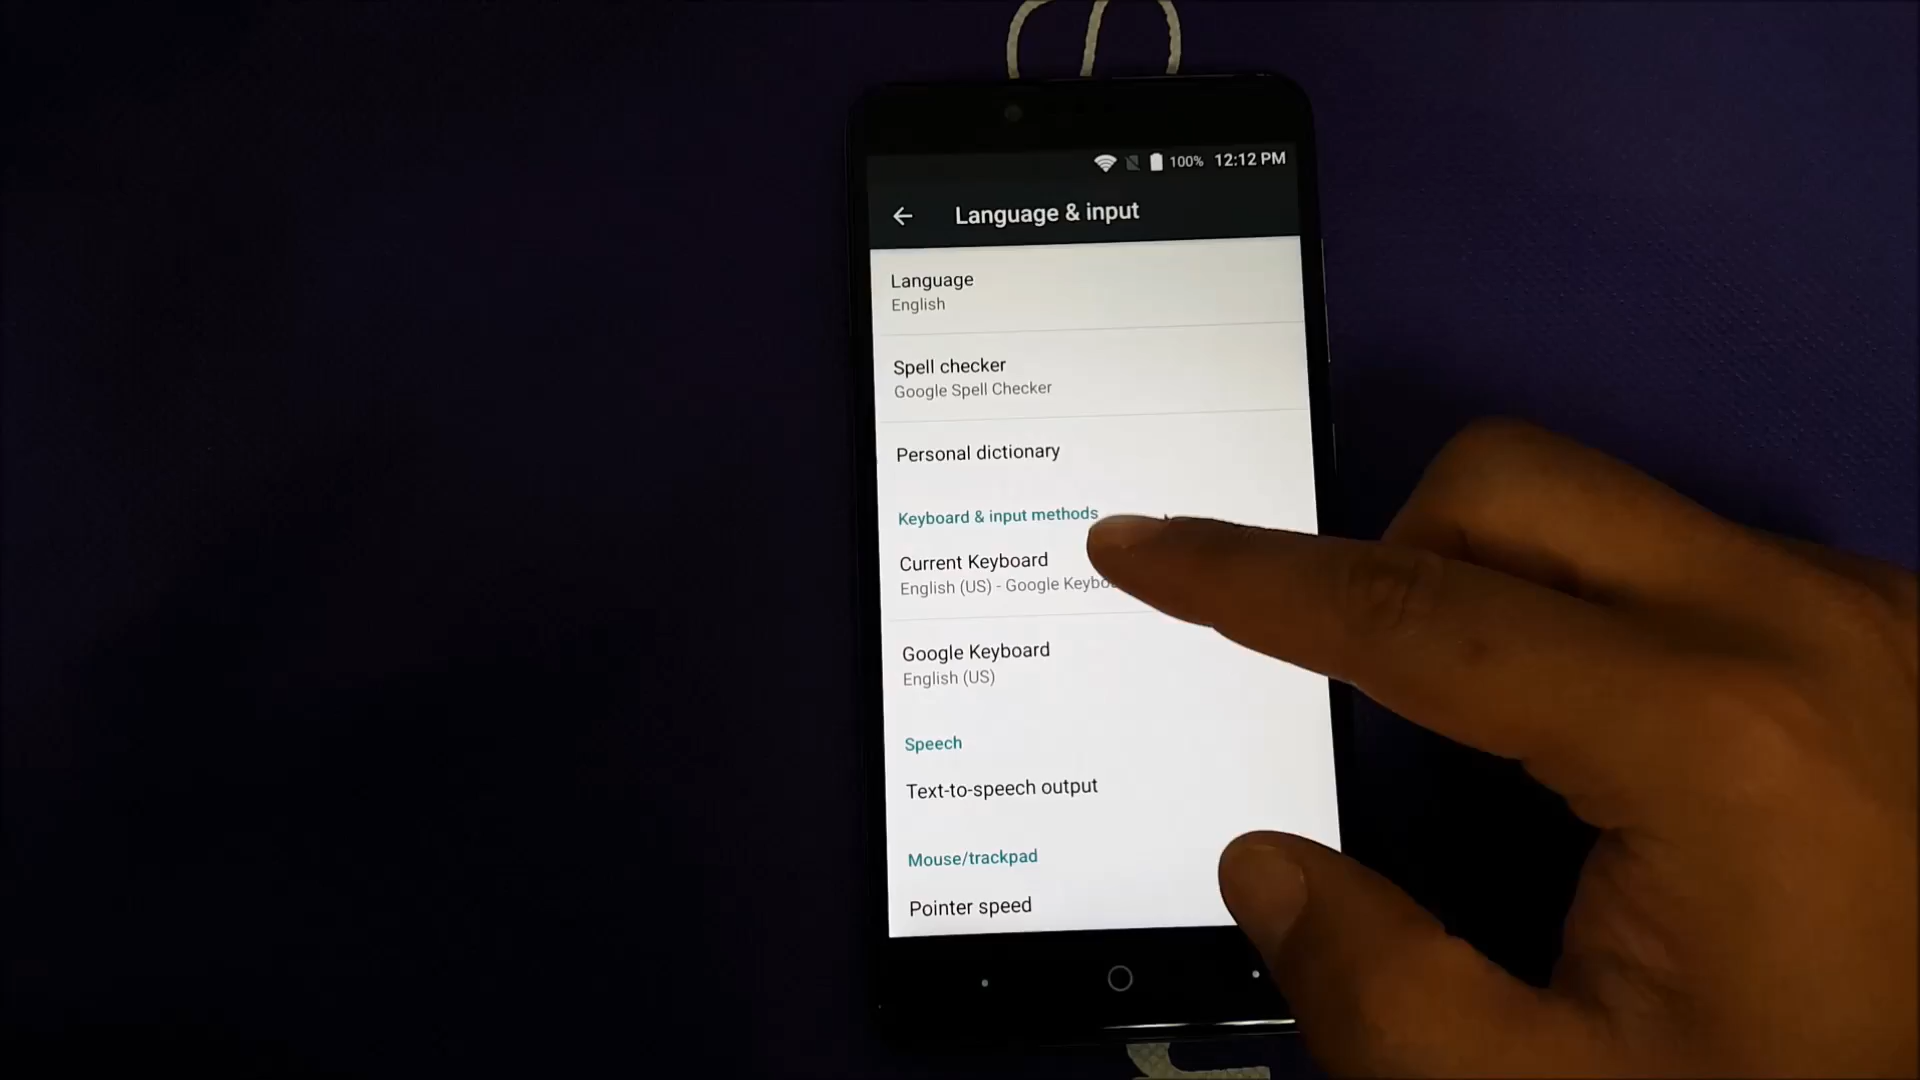 100% 12:12 PM
Language & input
Language
English
Spell checker
Google Spell Checker
Personal dictionary
Keyboard & input methods
Current Keyboard
English (US) - Google
Google Keyboard
English (US)
Speech
Text-to-speech output
Mouse/trackpad
Pointer speed